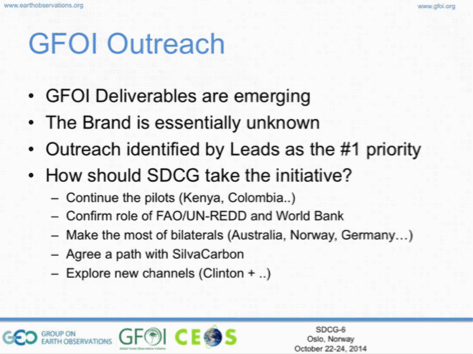 www.earthobservations.org
www.gfoi.org
GFOI Outreach
• GFOI Deliverables are emerging
• The Brand is essentially unknown
• Outreach identified by Leads as the #1 priority
• How should SDCG take the initiative?
– Continue the pilots (Kenya, Colombia..)
– Confirm role of FAO/UN-REDD and World Bank
– Make the most of bilaterals (Australia, Norway, Germany…)
– Agree a path with SilvaCarbon
– Explore new channels (Clinton + ..)
GEO GROUP ON
EARTH OBSERVATIONS
GFOI
Global Forest Observations Initiative
CEOS
SDCG-6
Oslo, Norway
October 22-24, 2014